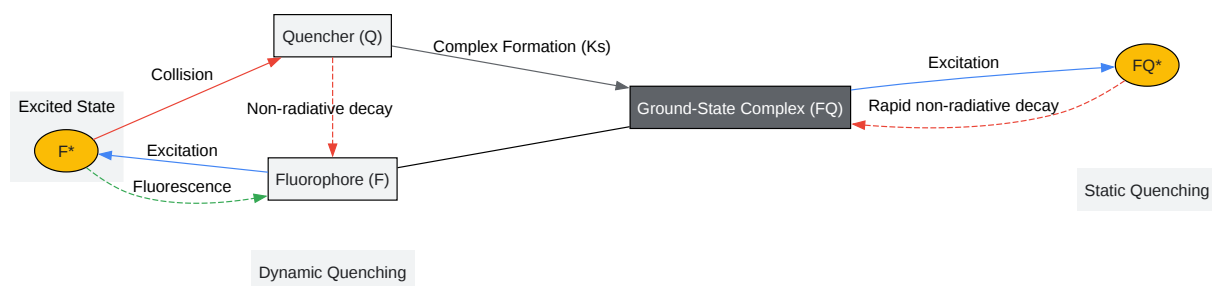 Quencher (Q)
Complex Formation (Ks)
Excitation
FQ*
Collision
Excited State
Non-radiative decay
Ground-State Complex (FQ)
Rapid non-radiative decay
F*
Excitation
Fluorescence
Fluorophore (F)
Static Quenching
Dynamic Quenching